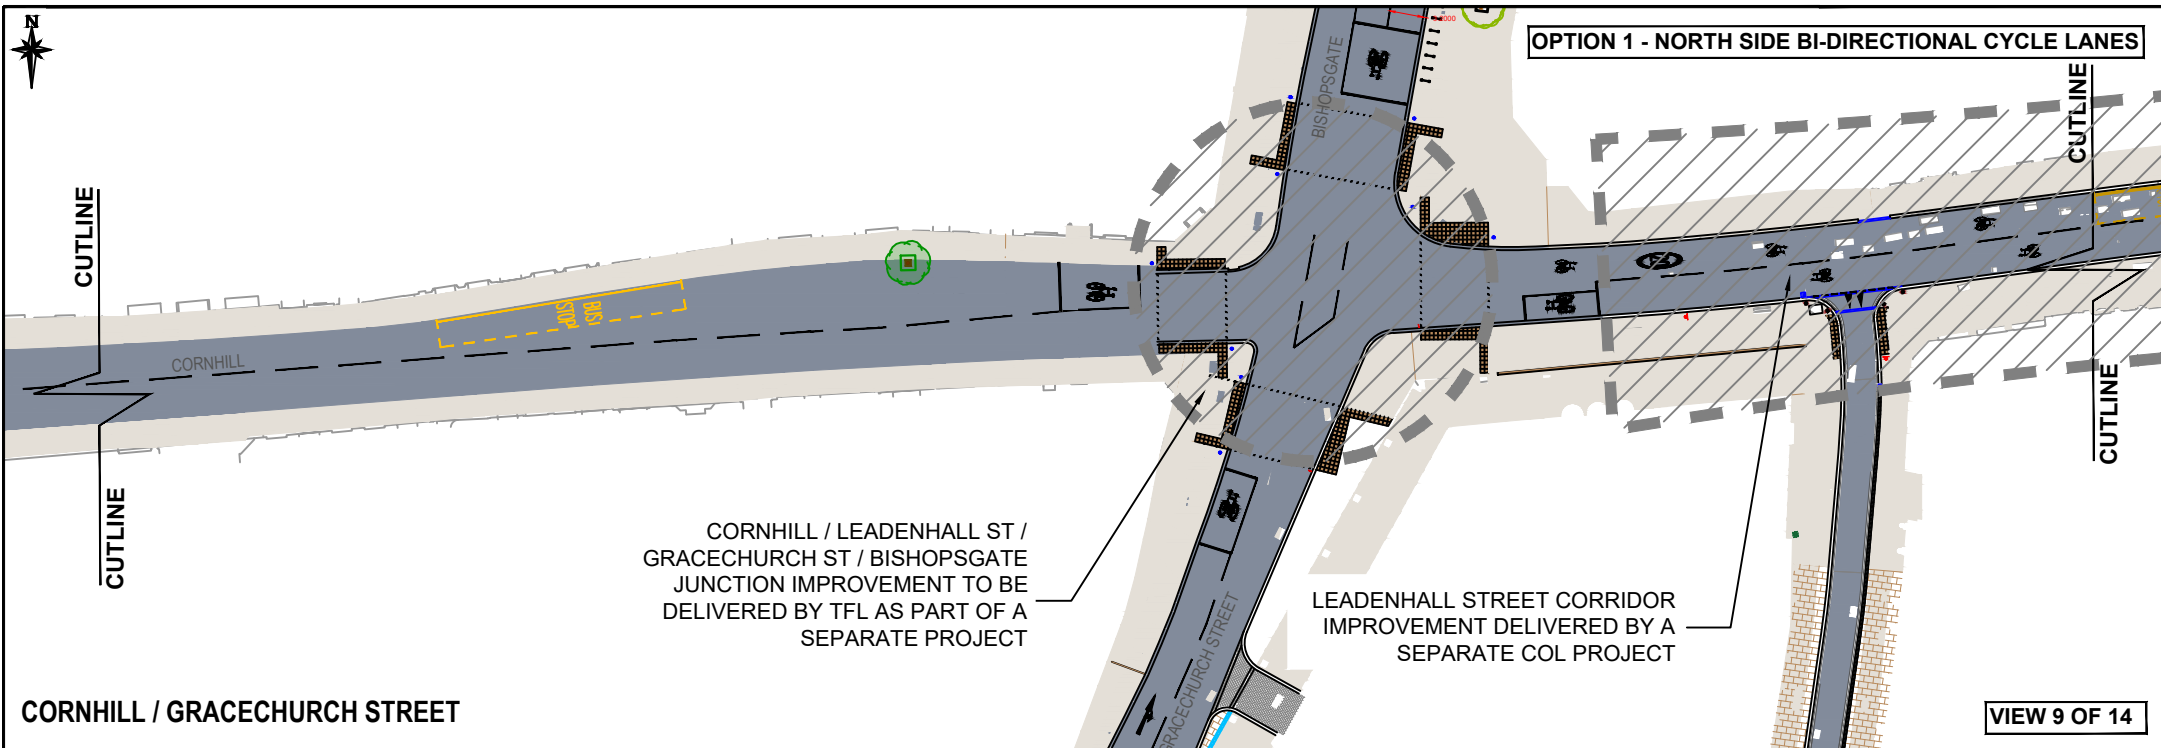 N
OPTION 1 - NORTH SIDE BI-DIRECTIONAL CYCLE LANES
BISHOPSGATE
CUTLINE
CUTLINE
BUS
STOP
CORNHILL
CUTLINE
CUTLINE
CORNHILL / LEADENHALL ST /
GRACECHURCH ST / BISHOPSGATE
JUNCTION IMPROVEMENT TO BE
DELIVERED BY TFL AS PART OF A
SEPARATE PROJECT
LEADENHALL STREET CORRIDOR
IMPROVEMENT DELIVERED BY A
SEPARATE COL PROJECT
GRACECHURCH STREET
CORNHILL / GRACECHURCH STREET
VIEW 9 OF 14